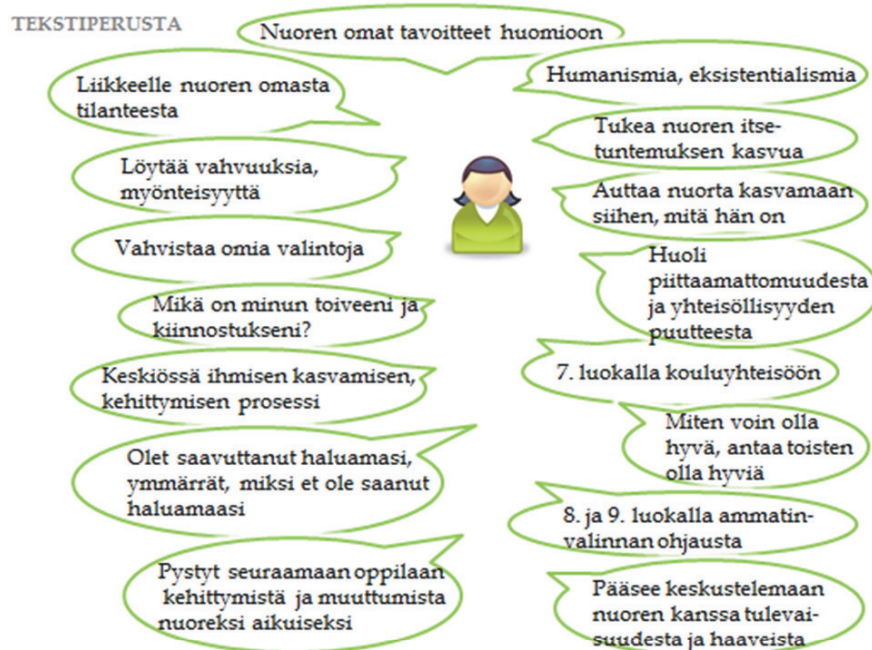 TEKSTIPERUSTA
Nuoren omat tavoitteet huomioon
Liikkeelle nuoren omasta
tilanteesta
Löytää vahvuuksia,
myönteisyyttä
Vahvistaa omia valintoja
Mikä on minun toiveeni ja
kiinnostukseni?
Keskiössä ihmisen kasvamisen,
kehittymisen prosessi
Olet saavuttanut haluamasi,
ymmärrät, miksi et ole saanut
haluamaasi
Pystyt seuraamaan oppilaan
kehittymistä ja muuttumista
nuoreksi aikuiseksi
Humanismia, eksistentialismia
Tukea nuoren itse-
tuntemuksen kasvua
Auttaa nuorta kasvamaan
siihen, mitä hän on
Huoli
piittaamattomuudesta
ja yhteisöllisyyden
puutteesta
7. luokalla kouluyhteisöön
Miten voin olla
hyvä, antaa toisten
olla hyviä
8. ja 9. luokalla ammatin-
valinnan ohjausta
Pääsee keskustelemaan
nuoren kanssa tulevai-
suudesta ja haaveista